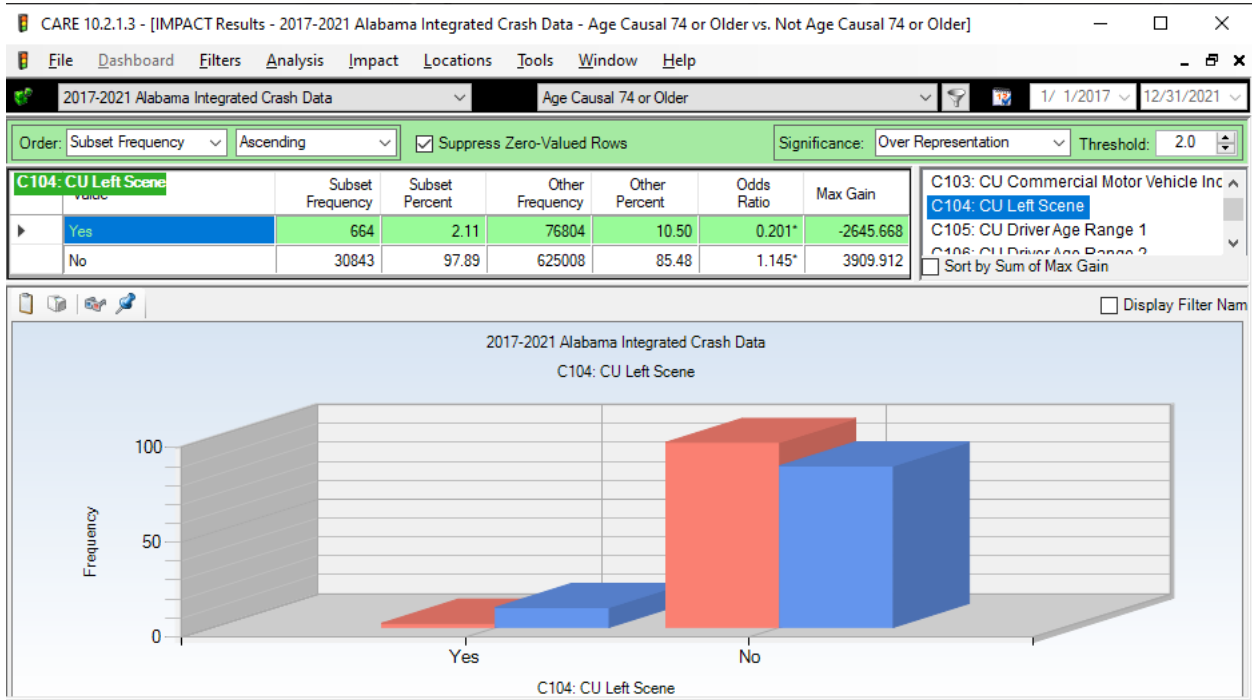 CARE 10.2.1.3 - [IMPACT Results - 2017-2021 Alabama Integrated Crash Data - Age Causal 74 or Older vs. Not Age Causal 74 or Older]
File Dashboard Filters Analysis Impact Locations Tools Window Help
2017-2021 Alabama Integrated Crash Data Age Causal 74 or Older 1/ 1/2017 12/31/2021
Order: Subset Frequency Ascending Suppress Zero-Valued Rows Significance: Over Representation Threshold: 2.0
C104: CU Left Scene Subset Frequency Subset Percent Other Frequency Other Percent Odds Ratio Max Gain
Yes 664 2.11 76804 10.50 0.201* -2645.668
No 30843 97.89 625008 85.48 1.145* 3909.912
C103: CU Commercial Motor Vehicle Inc
C104: CU Left Scene
C105: CU Driver Age Range 1
C106: CU Driver Age Range 2
Sort by Sum of Max Gain
Display Filter Nam
2017-2021 Alabama Integrated Crash Data
C104: CU Left Scene
100
50
0
Frequency
Yes No
C104: CU Left Scene